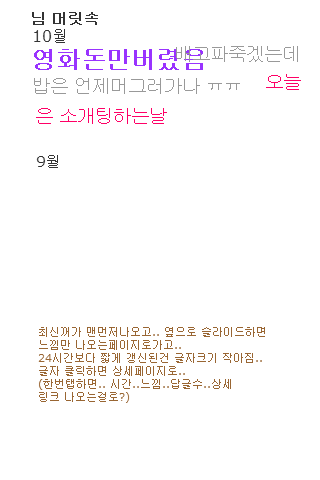 님 머릿속
10월
영화돈만버렸음 배고파죽겠는데
밥은 언제머그러가나 ㅠㅠ 오늘
은 소개팅하는날
9월
최신꺼가 맨먼저나오고.. 옆으로 슬라이드하면
느낌만 나오는페이지로가고..
24시간보다 짧게 갱신된건 글자크기 작아짐..
글자 클릭하면 상세페이지로..
(한번탭하면.. 시간..느낌..답글수..상세
링크 나오는걸로?)